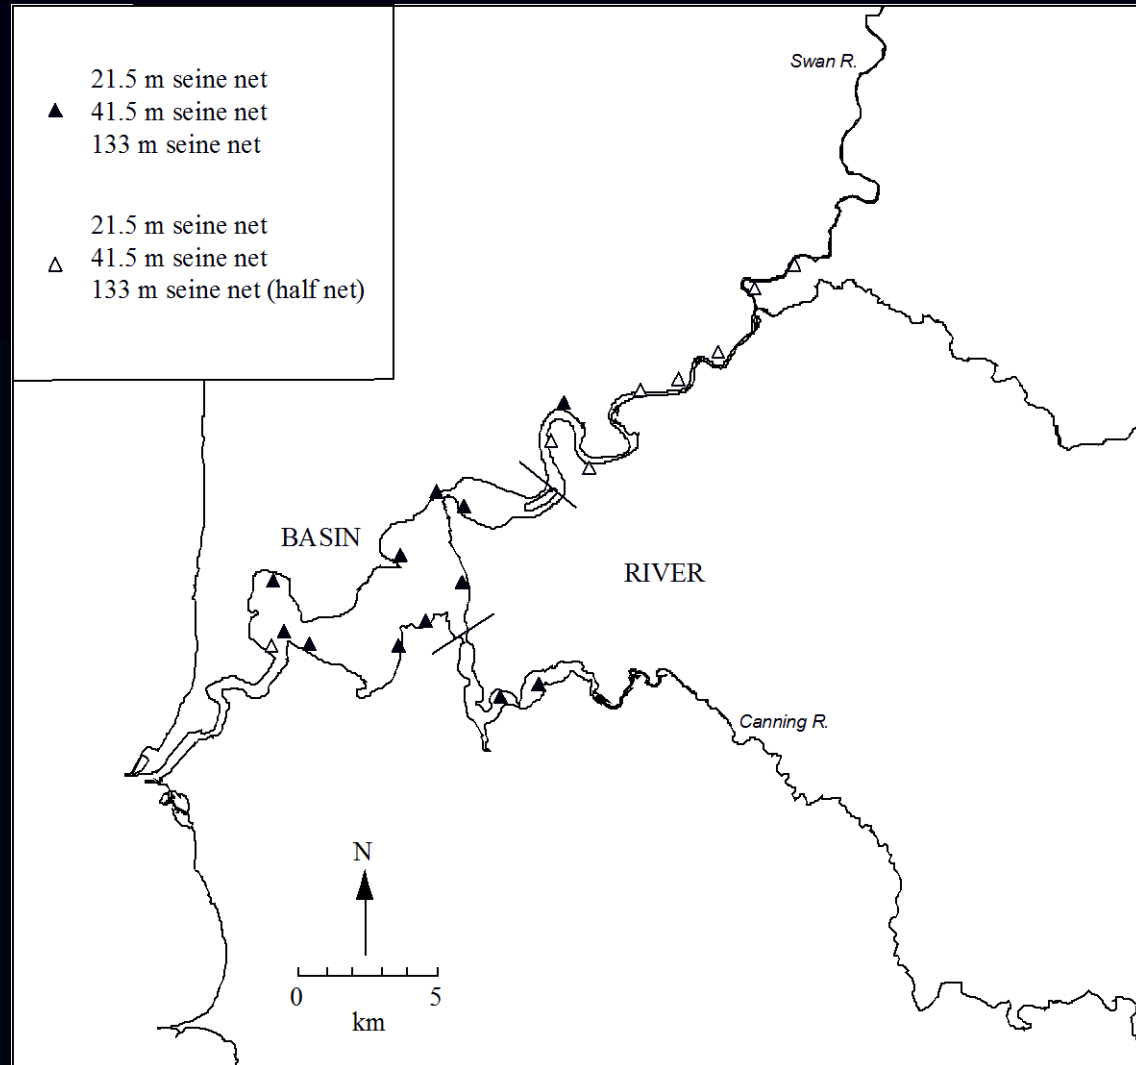 21.5 m seine net
41.5 m seine net
133 m seine net
21.5 m seine net
41.5 m seine net
133 m seine net (half net)
Swan R.
BASIN
RIVER
Canning R.
N
0 5
km